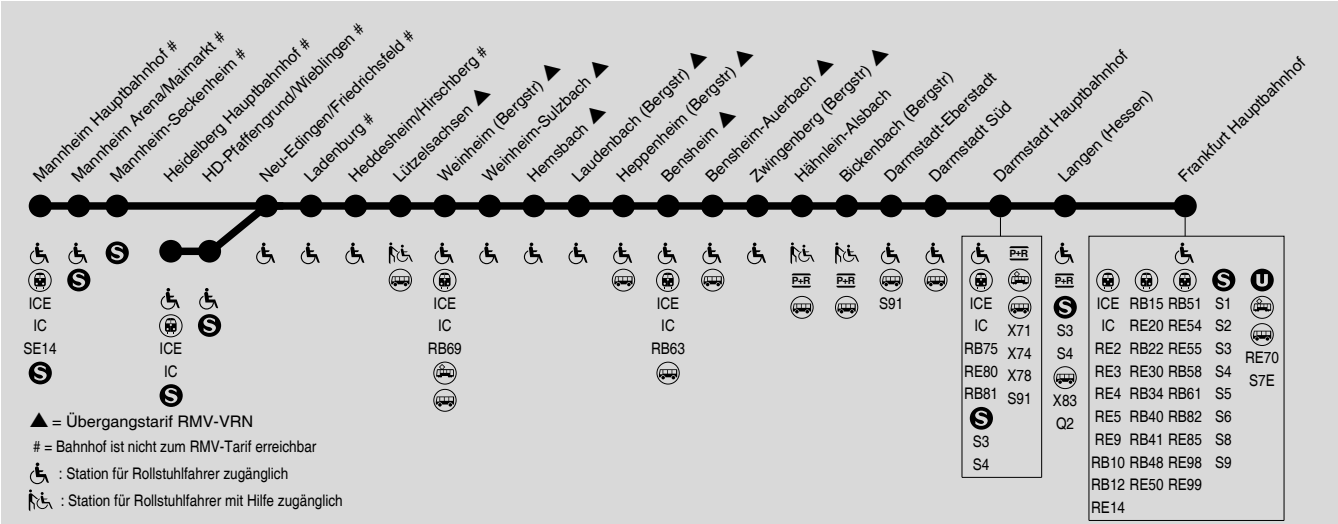 Mannheim Hauptbahnhof #
Mannheim Arena/Maimarkt #
Mannheim-Seckenheim #
Heidelberg Hauptbahnhof #
HD-Pfaffengrund/Wieblingen #
Neu-Edingen/Friedrichsfeld #
Ladenburg #
Heddesheim/Hirschberg #
Lützelsachsen ▲
Weinheim (Bergstr) ▲
Weinheim-Sulzbach ▲
Hemsbach ▲
Laudenbach (Bergstr) ▲
Heppenheim (Bergstr) ▲
Bensheim ▲
Bensheim-Auerbach ▲
Zwingenberg (Bergstr) ▲
Hähnlein-Alsbach
Bickenbach (Bergstr)
Darmstadt-Eberstadt
Darmstadt Süd
Darmstadt Hauptbahnhof
Langen (Hessen)
Frankfurt Hauptbahnhof
ICE
IC
SE14
S
S
S
ICE
IC
S
S
ICE
IC
RB69
ICE
IC
RB63
P+R
P+R
S91
ICE
IC
RB75
RE80
RB81
S
S3
S4
P+R
X71
X74
X78
S91
P+R
S
S3
S4
X83
Q2
ICE
IC
RE2
RE3
RE4
RE5
RE9
RB10
RB12
RE14
RB15
RE20
RB22
RE30
RB34
RB40
RB41
RB48
RE50
RB51
RE54
RE55
RB58
RB61
RB82
RE85
RE98
RE99
S
S1
S2
S3
S4
S5
S6
S8
S9
U
RE70
S7E
▲ = Übergangstarif RMV-VRN
# = Bahnhof ist nicht zum RMV-Tarif erreichbar
: Station für Rollstuhlfahrer zugänglich
: Station für Rollstuhlfahrer mit Hilfe zugänglich